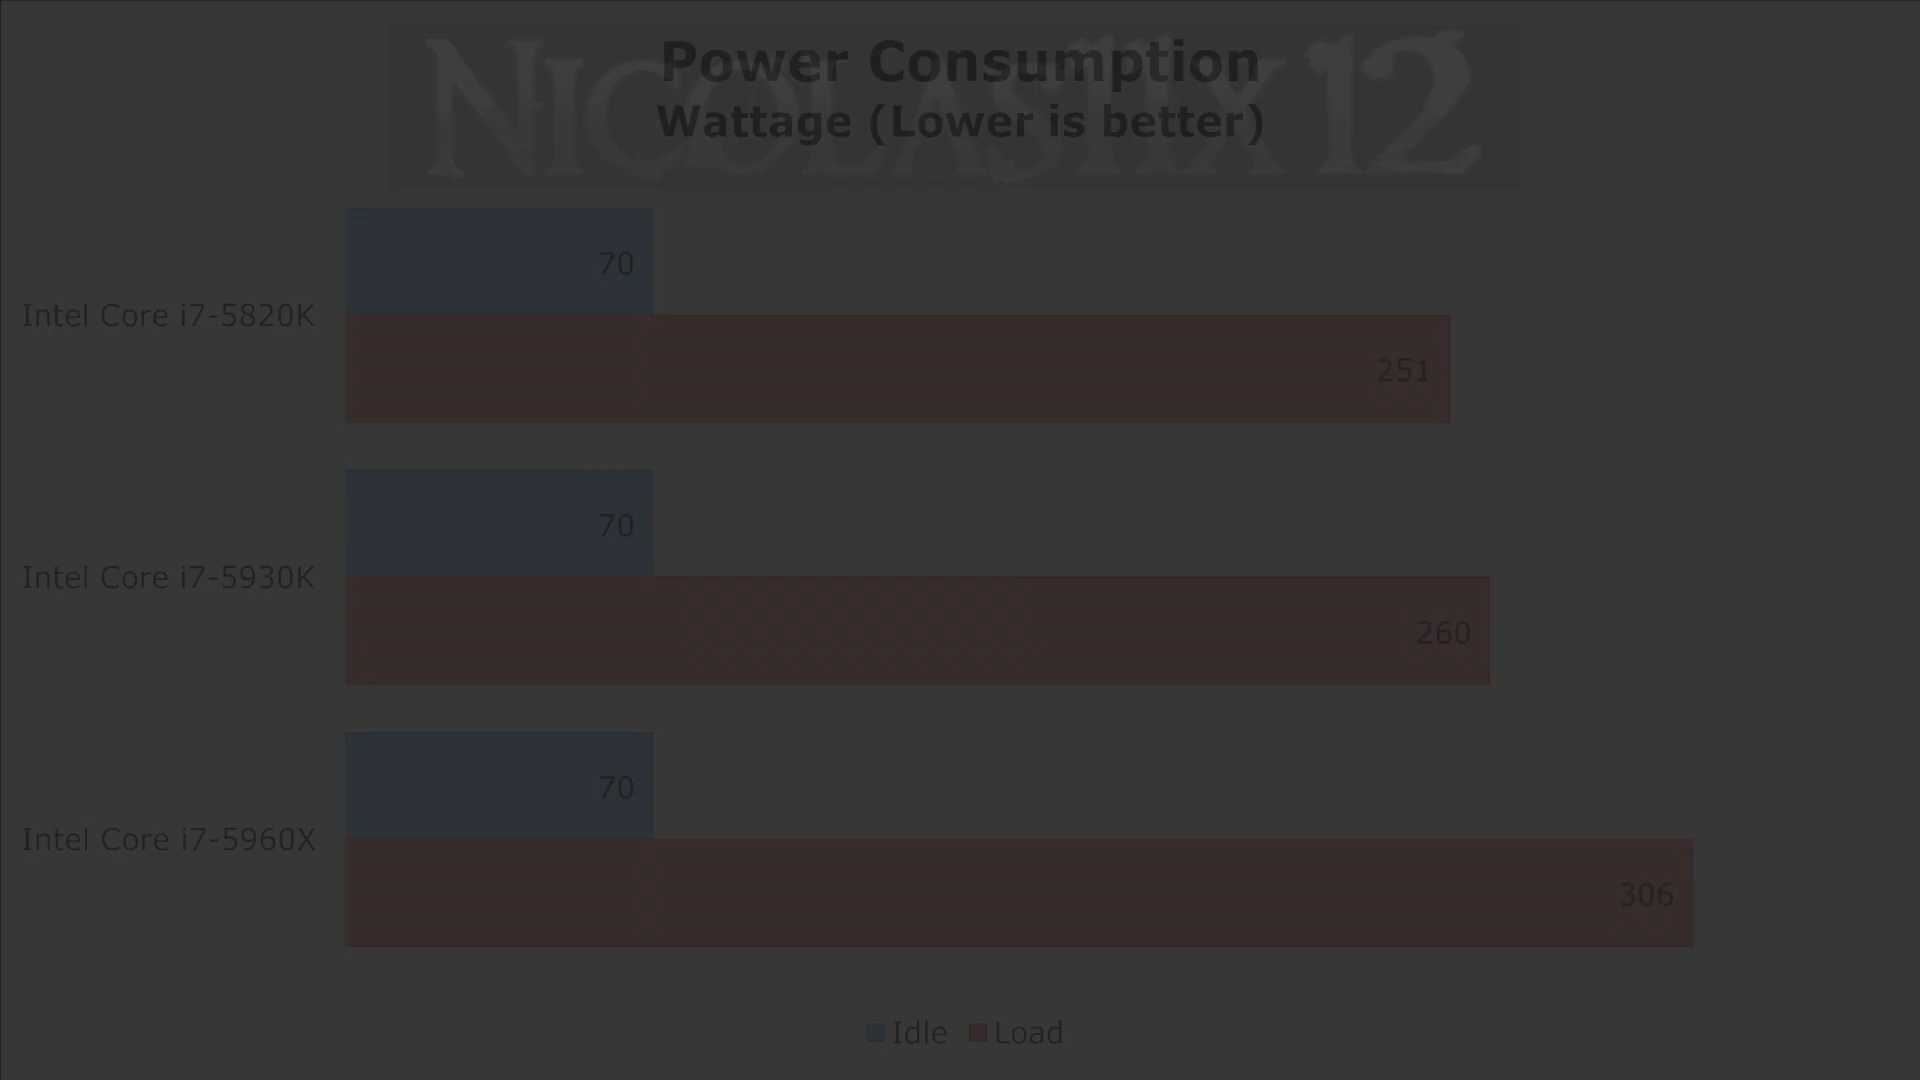 NICOLAS11X12
Power Consumption
Wattage (Lower is better)
70
Intel Core i7-5820K
251
70
Intel Core i7-5930K
260
70
Intel Core i7-5960X
306
Idle Load